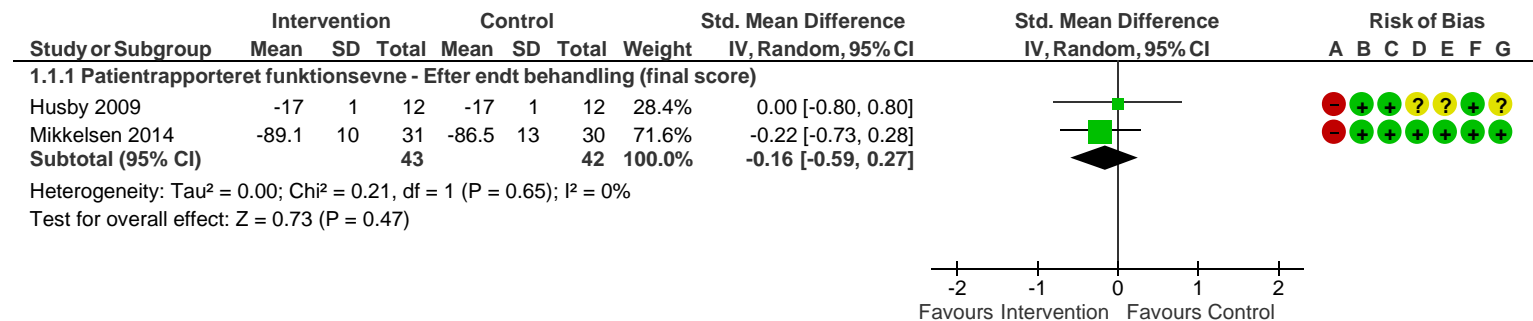 Intervention Control Std. Mean Difference Std. Mean Difference Risk of Bias
Study or Subgroup Mean SD Total Mean SD Total Weight IV, Random, 95% CI IV, Random, 95% CI A B C D E F G
1.1.1 Patientrapporteret funktionsevne - Efter endt behandling (final score)
Husby 2009 -17 1 12 -17 1 12 28.4% 0.00 [-0.80, 0.80] – + + ? ? + ?
Mikkelsen 2014 -89.1 10 31 -86.5 13 30 71.6% -0.22 [-0.73, 0.28] – + + + + + +
Subtotal (95% CI) 43 42 100.0% -0.16 [-0.59, 0.27]
Heterogeneity: Tau² = 0.00; Chi² = 0.21, df = 1 (P = 0.65); I² = 0%
Test for overall effect: Z = 0.73 (P = 0.47)
-2 -1 0 1 2
Favours Intervention Favours Control